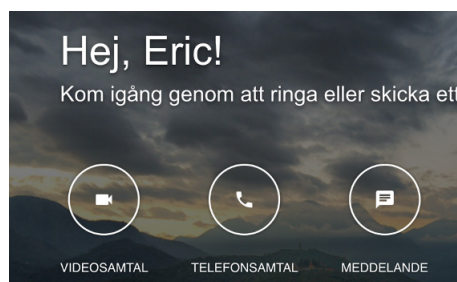 Hej, Eric!
Kom igång genom att ringa eller skicka ett
VIDEOSAMTAL TELEFONSAMTAL MEDDELANDE